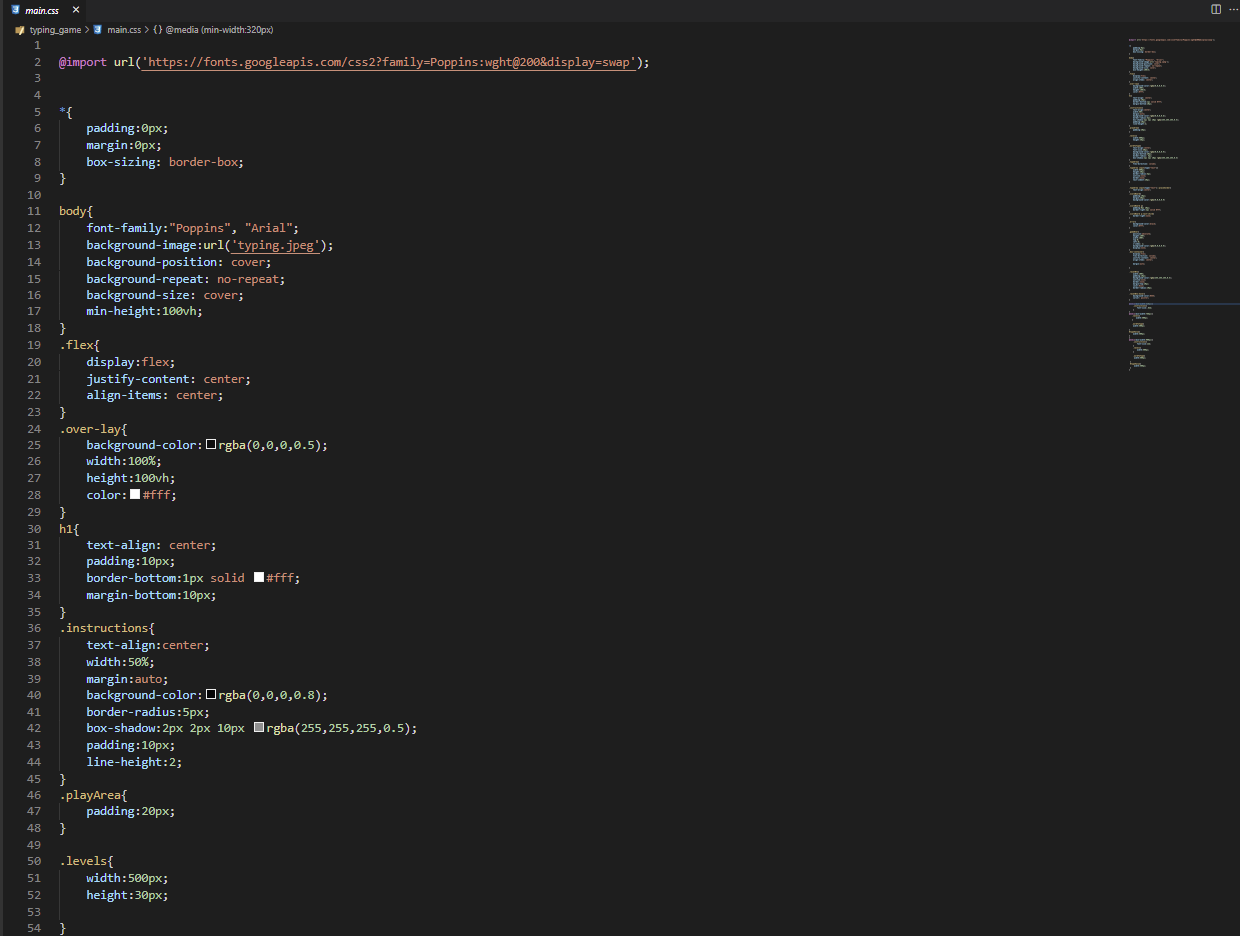 main.css
typing_game > main.css > {} @media (min-width:320px)
1
2 @import url('https://fonts.googleapis.com/css2?family=Poppins:wght@200&display=swap');
3
4
5 *{
6 padding:0px;
7 margin:0px;
8 box-sizing: border-box;
9 }
10
11 body{
12 font-family:"Poppins", "Arial";
13 background-image:url('typing.jpeg');
14 background-position: cover;
15 background-repeat: no-repeat;
16 background-size: cover;
17 min-height:100vh;
18 }
19 .flex{
20 display:flex;
21 justify-content: center;
22 align-items: center;
23 }
24 .over-lay{
25 background-color:rgba(0,0,0,0.5);
26 width:100%;
27 height:100vh;
28 color:#fff;
29 }
30 h1{
31 text-align: center;
32 padding:10px;
33 border-bottom:1px solid #fff;
34 margin-bottom:10px;
35 }
36 .instructions{
37 text-align:center;
38 width:50%;
39 margin:auto;
40 background-color:rgba(0,0,0,0.8);
41 border-radius:5px;
42 box-shadow:2px 2px 10px rgba(255,255,255,0.5);
43 padding:10px;
44 line-height:2;
45 }
46 .playArea{
47 padding:20px;
48 }
49
50 .levels{
51 width:500px;
52 height:30px;
53
54 }